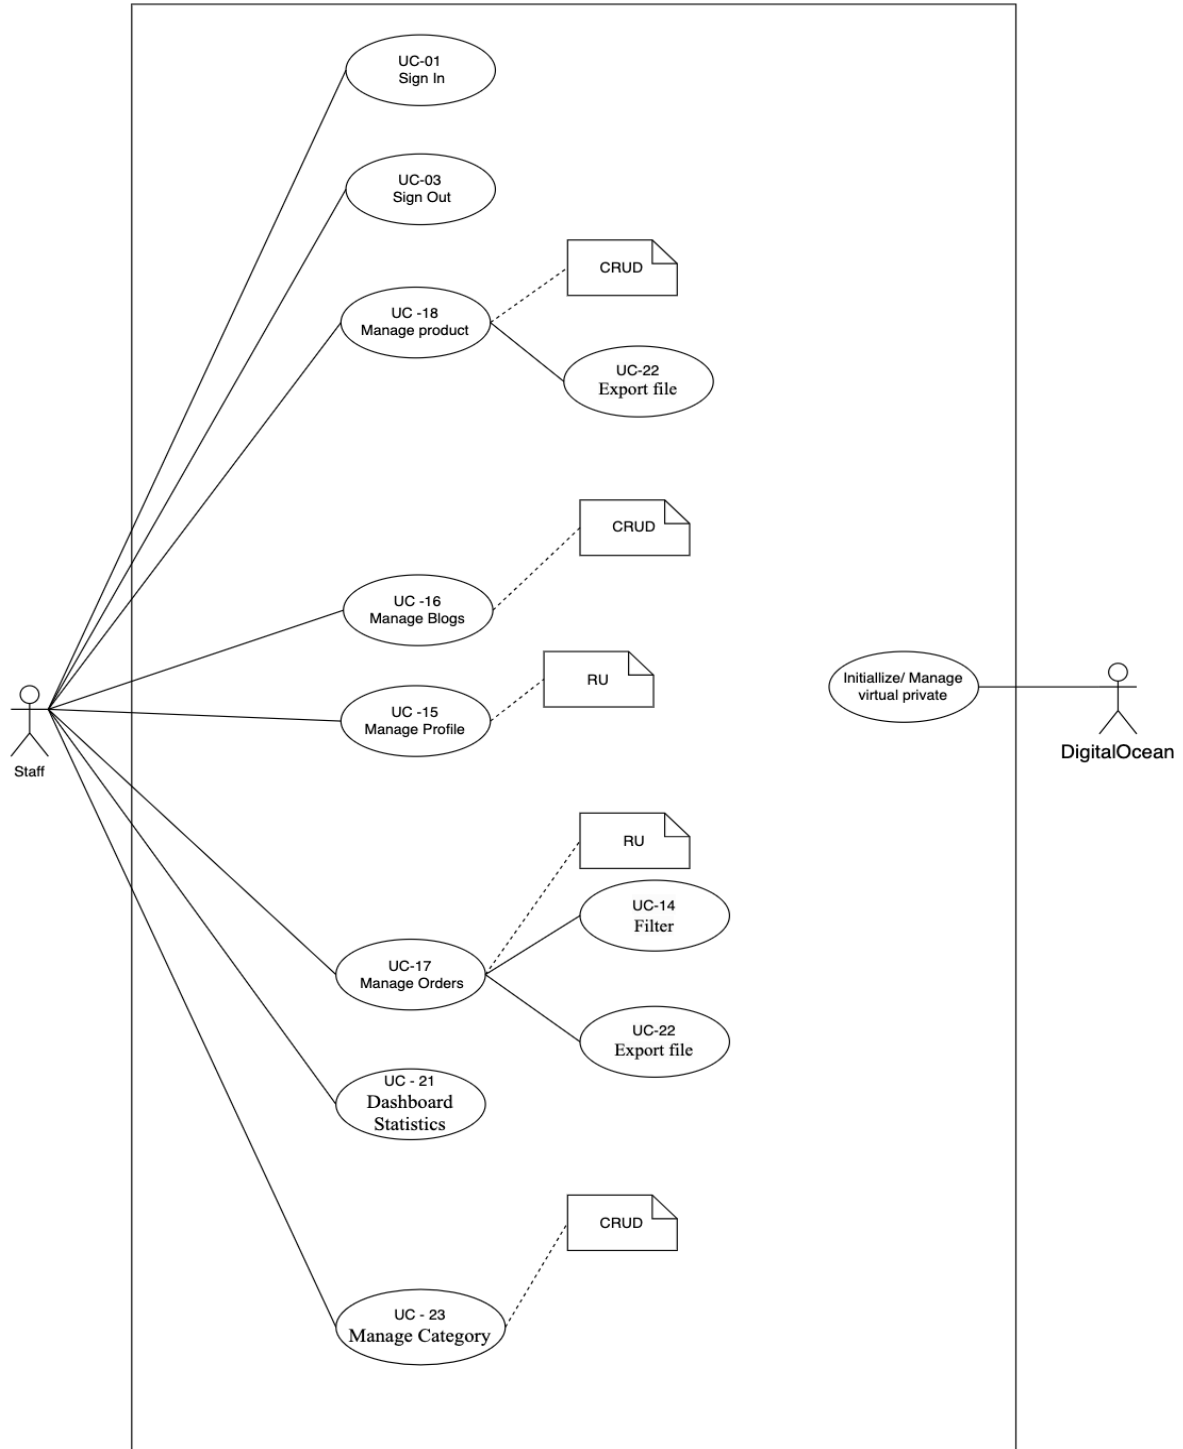 UC-01
Sign In
UC-03
Sign Out
CRUD
UC -18
Manage product
UC-22
Export file
CRUD
UC -16
Manage Blogs
RU
UC -15
Manage Profile
Initiallize/ Manage
virtual private
Staff
DigitalOcean
RU
UC-14
Filter
UC-17
Manage Orders
UC-22
Export file
UC - 21
Dashboard
Statistics
CRUD
UC - 23
Manage Category